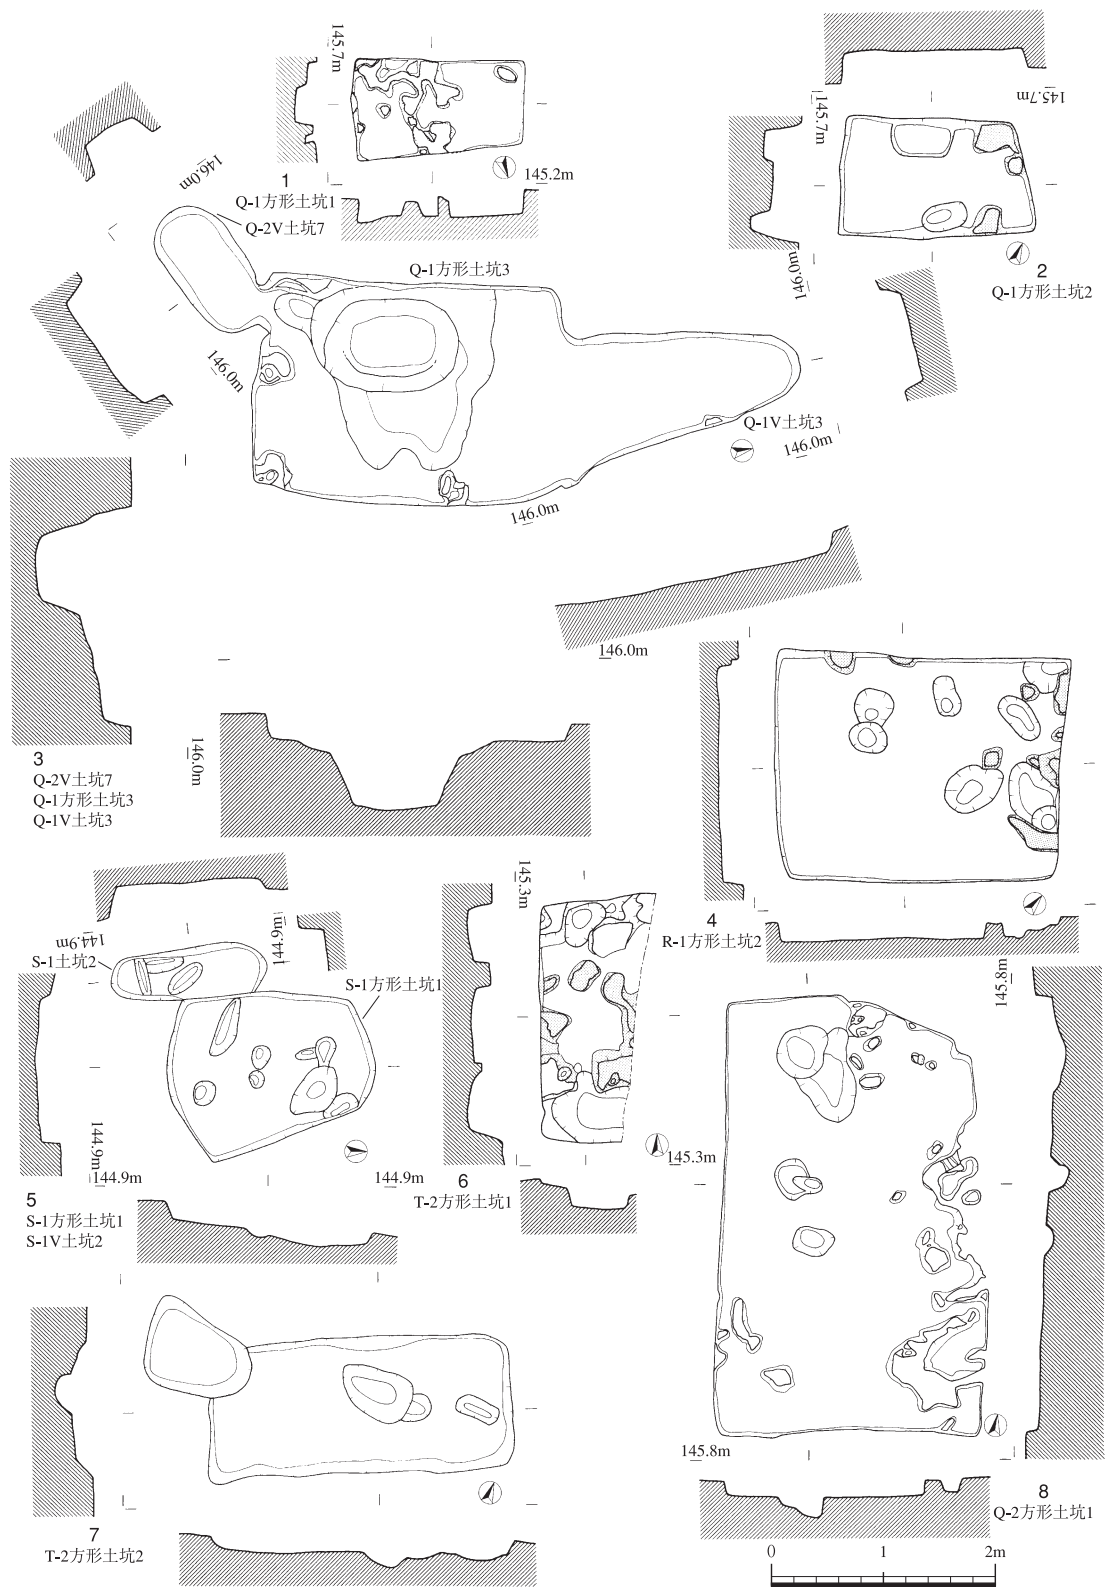 145.7m
145.2m
1
Q-1方形土坑1
145.7m
145.7m
146.0m
2
Q-1方形土坑2
146.0m
Q-2V土坑7
Q-1方形土坑3
146.0m
Q-1V土坑3
146.0m
146.0m
146.0m
146.0m
3
Q-2V土坑7
Q-1方形土坑3
Q-1V土坑3
4
R-1方形土坑2
144.9m
144.9m
S-1土坑2
S-1方形土坑1
144.9m
144.9m
144.9m
5
S-1方形土坑1
S-1V土坑2
145.3m
145.3m
6
T-2方形土坑1
145.8m
145.8m
8
Q-2方形土坑1
7
T-2方形土坑2
0 1 2m